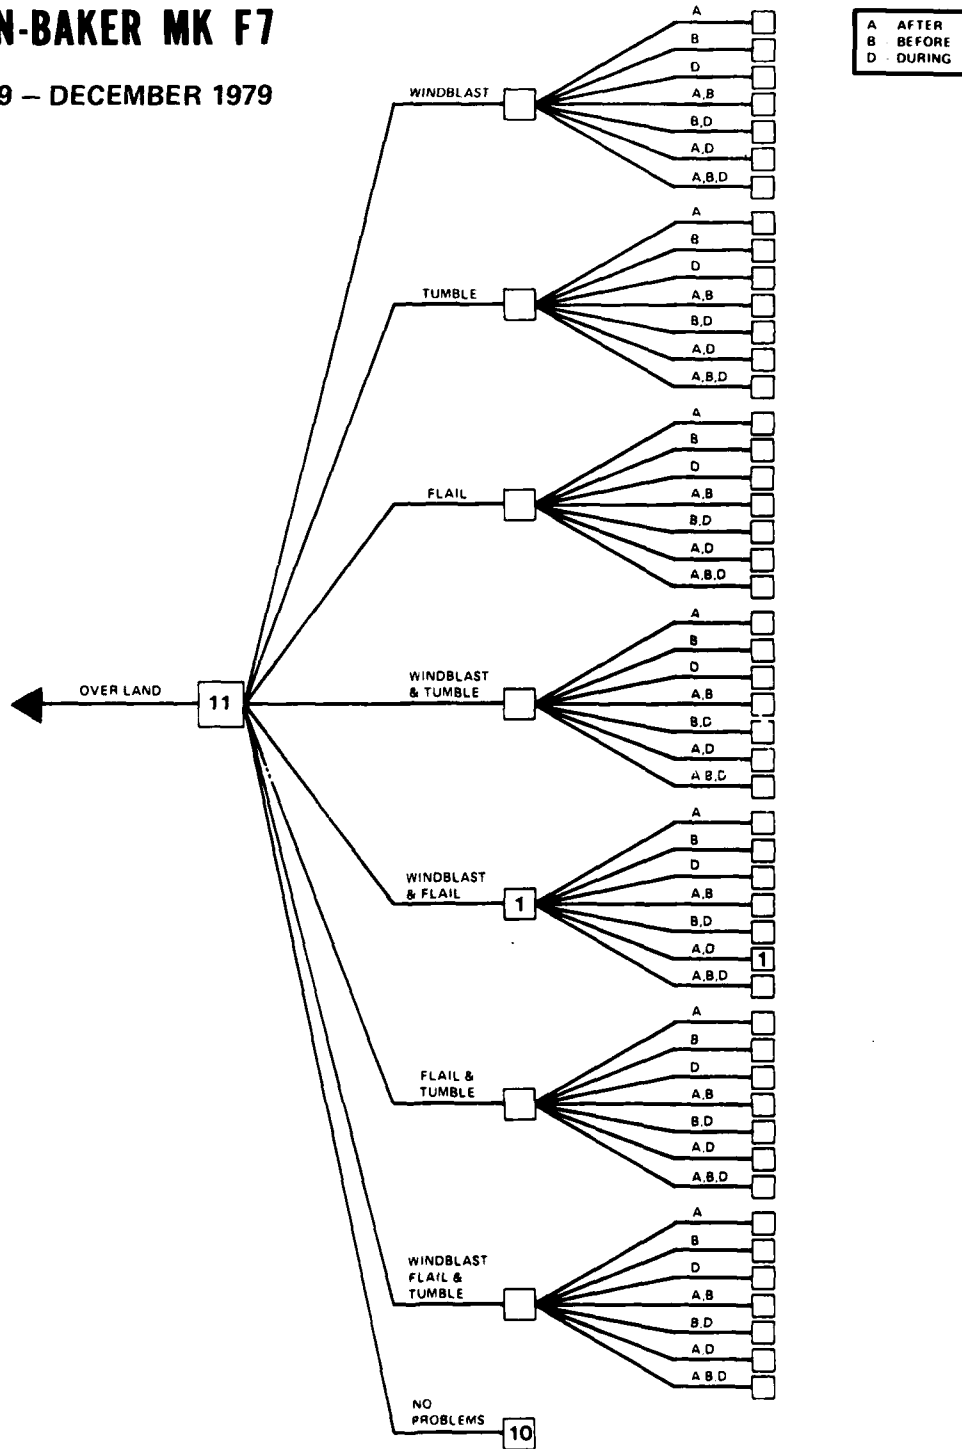 N-BAKER MK F7
9 – DECEMBER 1979
A AFTER
B BEFORE
D DURING
WINDBLAST
A
B
D
A,B
B,D
A,D
A,B,D
TUMBLE
A
B
D
A,B
B,D
A,D
A,B,D
FLAIL
A
B
D
A,B
B,D
A,D
A,B,D
OVER LAND
11
WINDBLAST
& TUMBLE
A
B
D
A,B
B,D
A,D
A B,D
WINDBLAST
& FLAIL
1
A
B
D
A,B
B,D
A,D
1
A,B,D
FLAIL &
TUMBLE
A
B
D
A,B
B,D
A,D
A,B,D
WINDBLAST
FLAIL &
TUMBLE
A
B
D
A,B
B,D
A,D
A B,D
NO
PROBLEMS
10